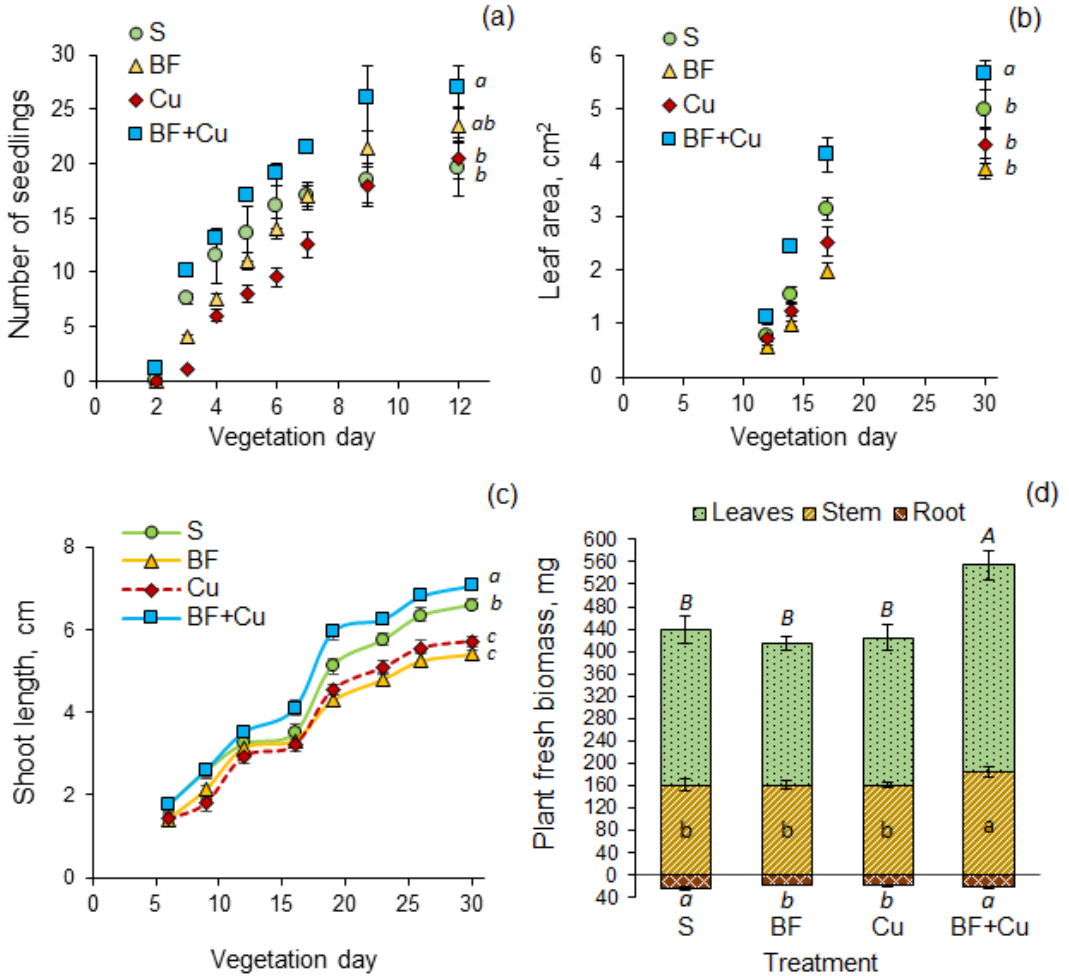 (a)
S
BF
Cu
BF+Cu
Number of seedlings
30
25
20
15
10
5
0
a
ab
b
b
0 2 4 6 8 10 12
Vegetation day
(b)
S
BF
Cu
BF+Cu
Leaf area, cm²
6
5
4
3
2
1
0
a
b
b
b
0 5 10 15 20 25 30
Vegetation day
(c)
S
BF
Cu
BF+Cu
Shoot length, cm
8
6
4
2
0
a
b
c
c
0 5 10 15 20 25 30
Vegetation day
(d)
Leaves Stem Root
Plant fresh biomass, mg
600
560
520
480
440
400
360
320
280
240
200
160
120
80
40
0
40
B B B A
b b b a
a b b a
S BF Cu BF+Cu
Treatment